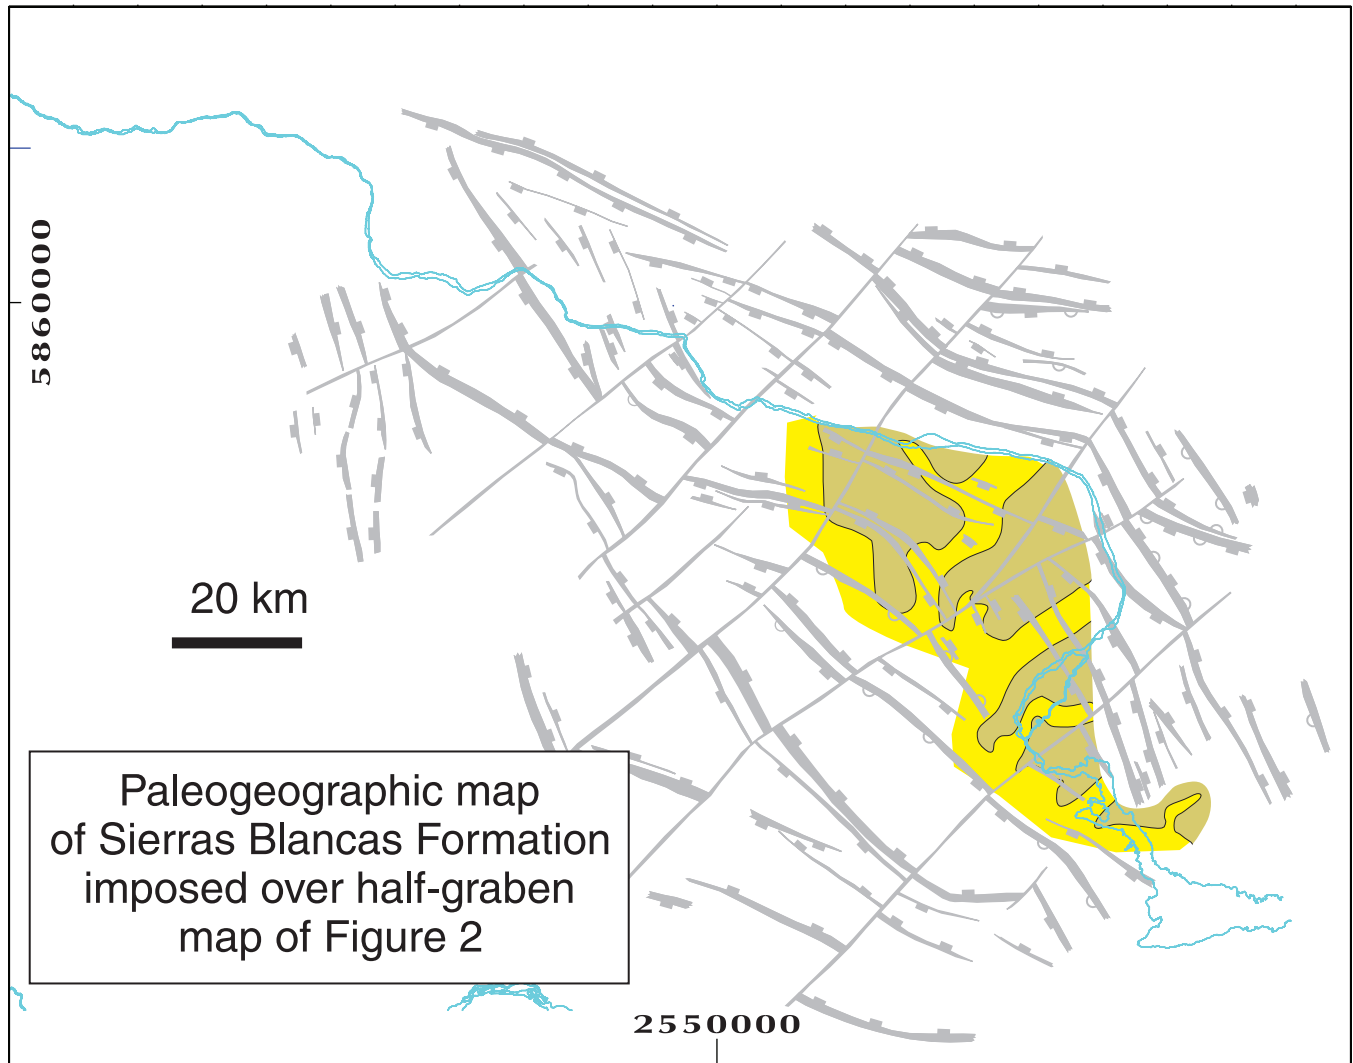 5860000
20 km
Paleogeographic map
of Sierras Blancas Formation
imposed over half-graben
map of Figure 2
2550000